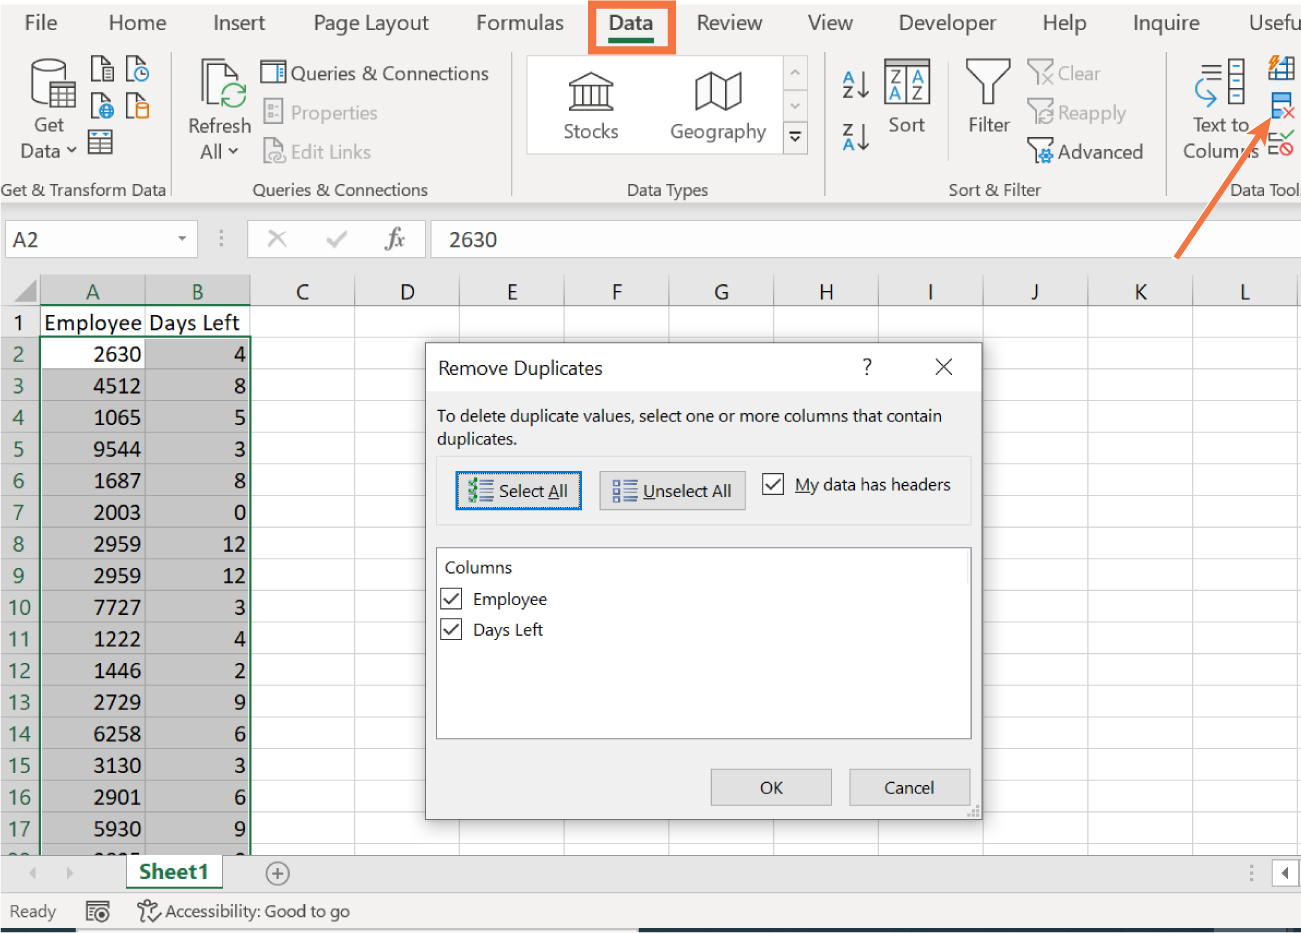 File Home Insert Page Layout Formulas Data Review View Developer Help Inquire Usefu
Get
Data
Refresh
All
Queries & Connections
Properties
Edit Links
Stocks
Geography
A
Z
Z
A
Z A
A Z
Sort
Filter
Clear
Reapply
Advanced
Text to
Columns
Get & Transform Data
Queries & Connections
Data Types
Sort & Filter
Data Tool
A2
fx
2630
A B C D E F G H I J K L
1 Employee Days Left
2 2630 4
3 4512 8
4 1065 5
5 9544 3
6 1687 8
7 2003 0
8 2959 12
9 2959 12
10 7727 3
11 1222 4
12 1446 2
13 2729 9
14 6258 6
15 3130 3
16 2901 6
17 5930 9
Remove Duplicates ?
To delete duplicate values, select one or more columns that contain
duplicates.
Select All
Unselect All
My data has headers
Columns
Employee
Days Left
OK
Cancel
Sheet1
Ready
Accessibility: Good to go